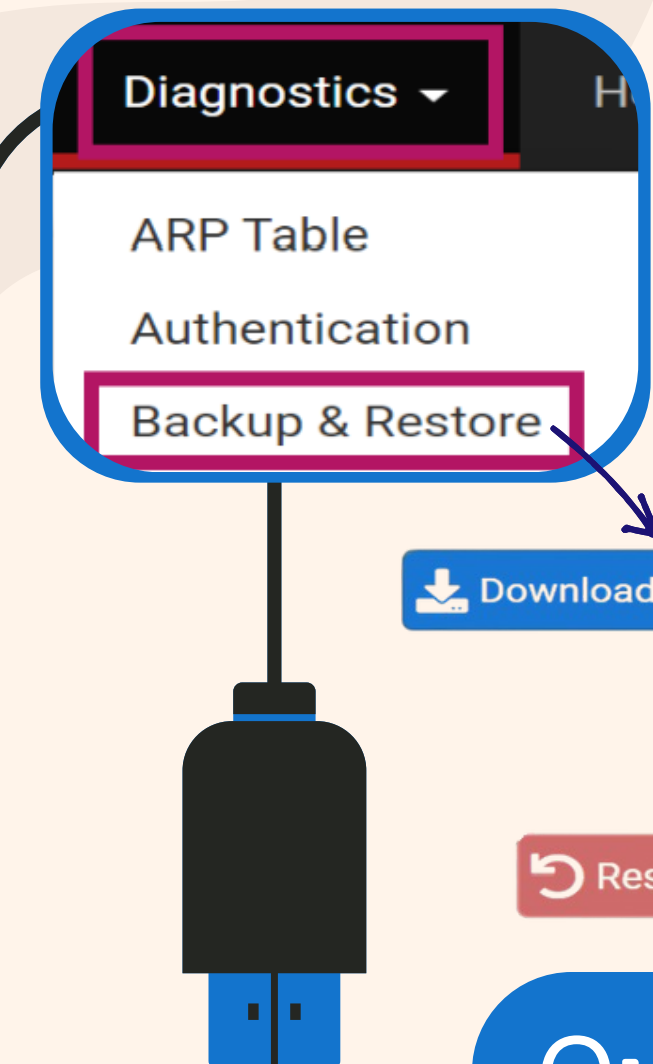 Diagnostics
ARP Table
Authentication
Backup & Restore
Download